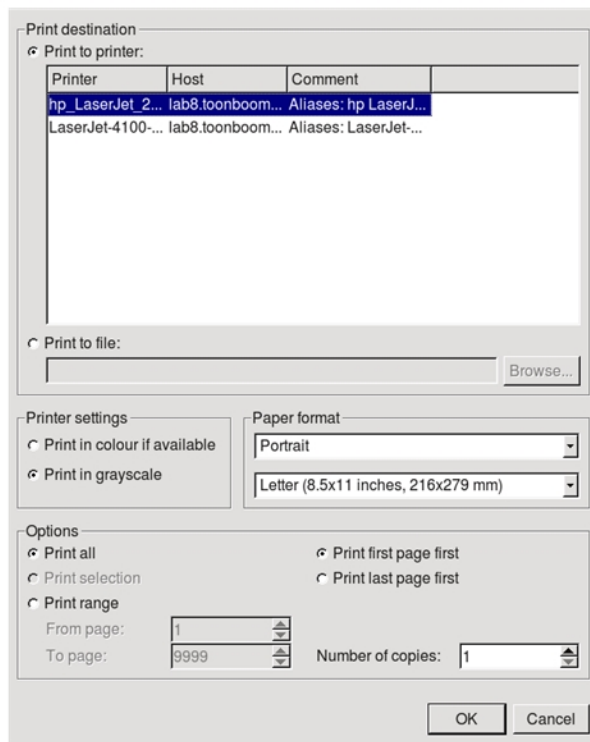 Print destination
Print to printer:
Printer Host Comment
hp_LaserJet_2... lab8.toonboom... Aliases: hp LaserJ...
LaserJet-4100-... lab8.toonboom... Aliases: LaserJet-...
Print to file:
Browse...
Printer settings
Print in colour if available
Print in grayscale
Paper format
Portrait
Letter (8.5x11 inches, 216x279 mm)
Options
Print all
Print selection
Print range
From page: 1
To page: 9999
Print first page first
Print last page first
Number of copies: 1
OK Cancel